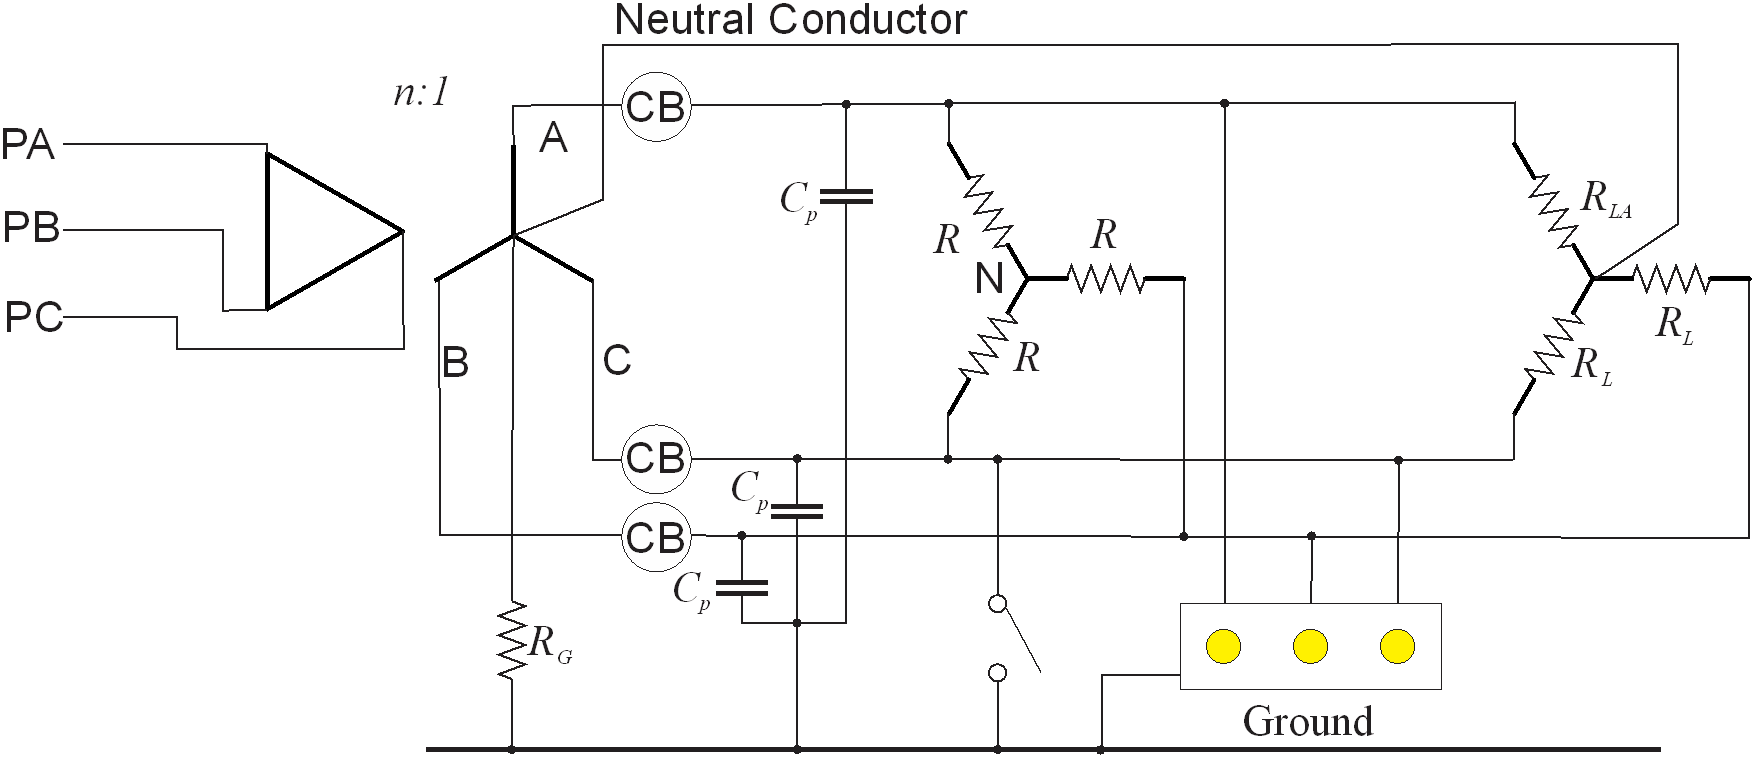 Neutral Conductor
n:1
CB
A
PA
C_p
R_LA
PB
R
R
N
R_L
PC
R
R_L
B
C
CB
C_p
CB
C_p
R_G
Ground